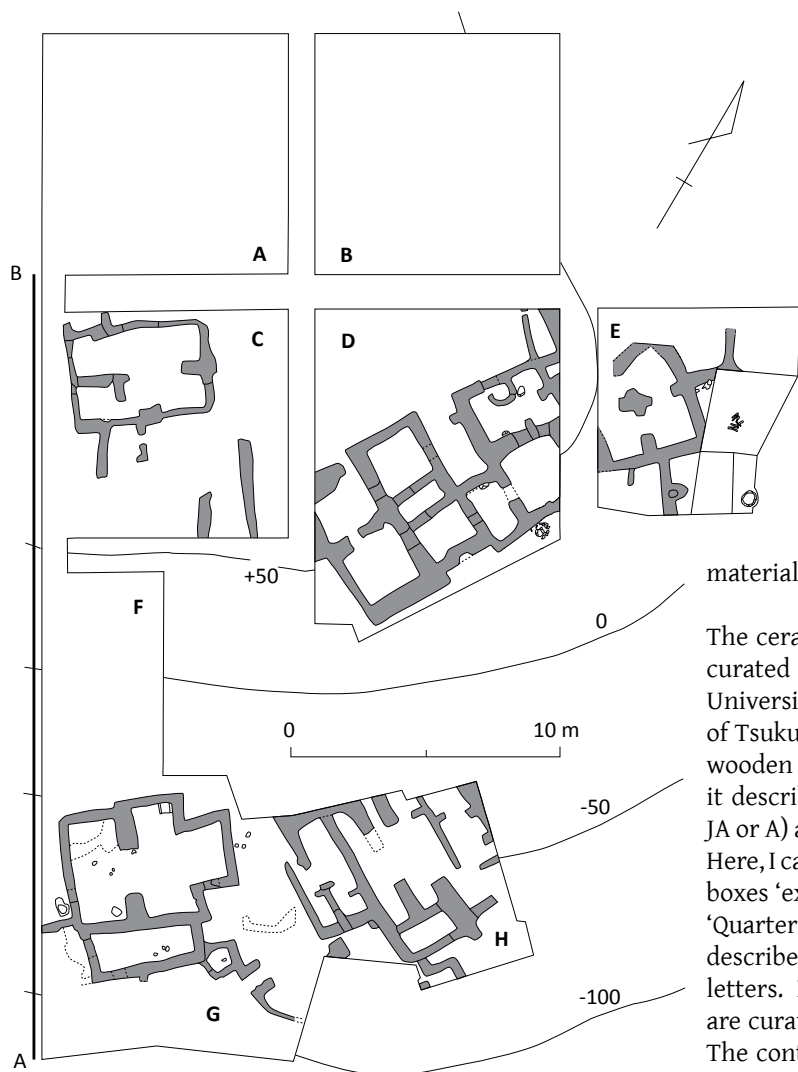 A
B
B
C
D
E
+50
F
0
0
10 m
-50
H
G
-100
A
material
The cera
curated
Universi
of Tsuku
wooden
it descri
JA or A) a
Here, I ca
boxes ‘ex
‘Quarter
describe
letters.
are curat
The cont